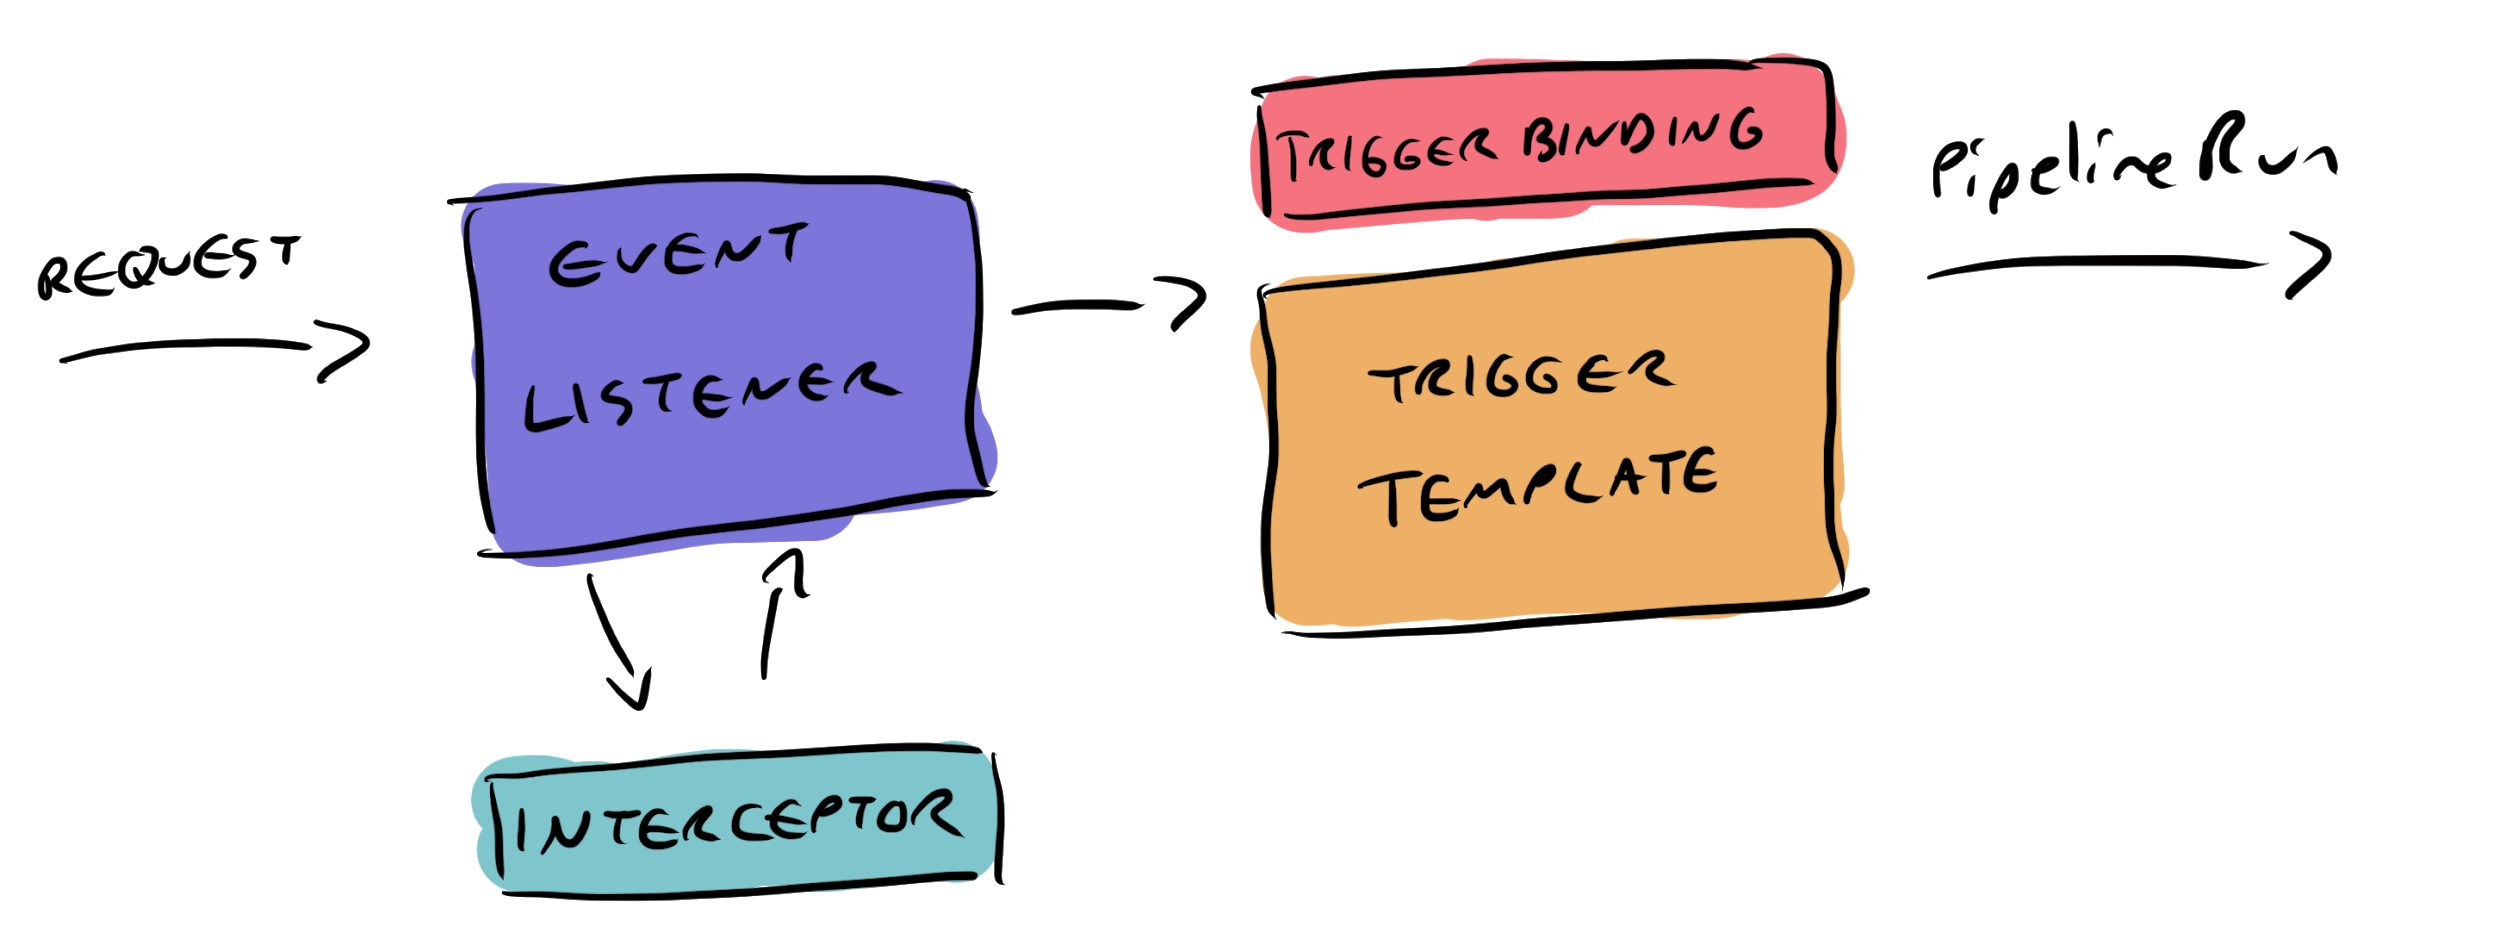 REQUEST
EVENT
LISTENER
INTERCEPTOR
TRIGGER BINDING
TRIGGER
TEMPLATE
PipelineRun